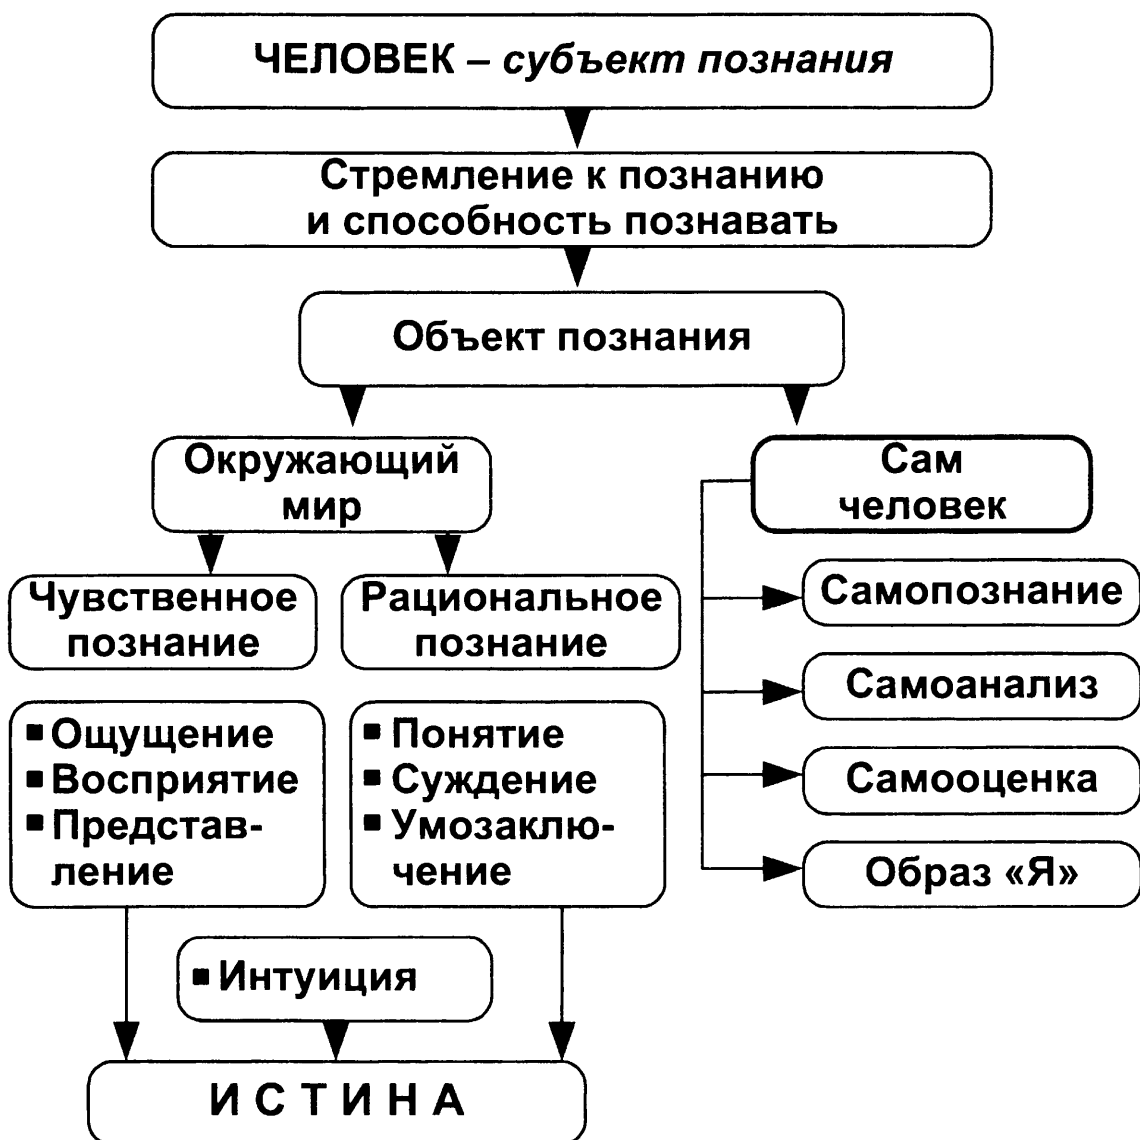 ЧЕЛОВЕК – субъект познания
Стремление к познанию
и способность познавать
Объект познания
Окружающий
мир
Сам
человек
Чувственное
познание
Рациональное
познание
▪ Ощущение
▪ Восприятие
▪ Представ-
ление
▪ Понятие
▪ Суждение
▪ Умозаклю-
чение
Самопознание
Самоанализ
Самооценка
Образ «Я»
▪ Интуиция
И С Т И Н А